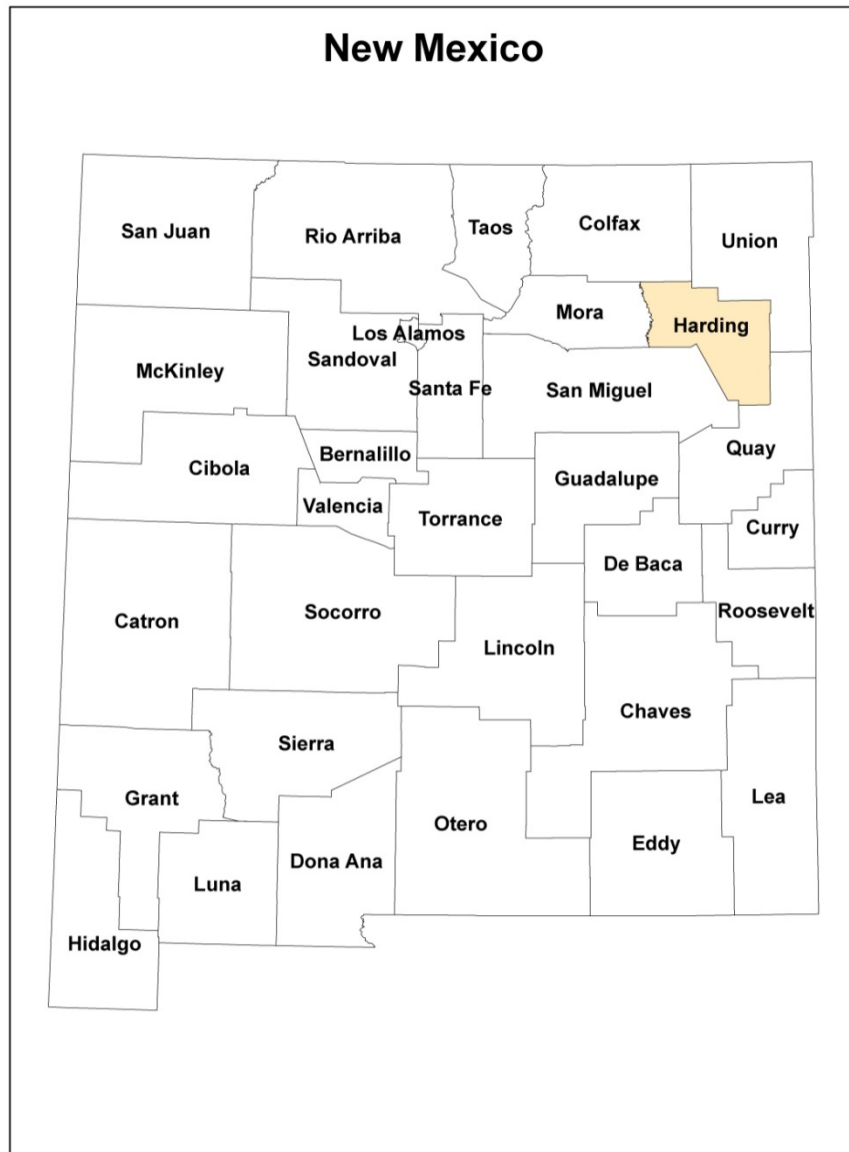 New Mexico
San Juan
Rio Arriba
Taos
Colfax
Union
Mora
Harding
Los Alamos
Sandoval
McKinley
Santa Fe
San Miguel
Quay
Bernalillo
Cibola
Guadalupe
Valencia
Torrance
Curry
De Baca
Roosevelt
Catron
Socorro
Lincoln
Chaves
Sierra
Grant
Lea
Otero
Eddy
Dona Ana
Luna
Hidalgo